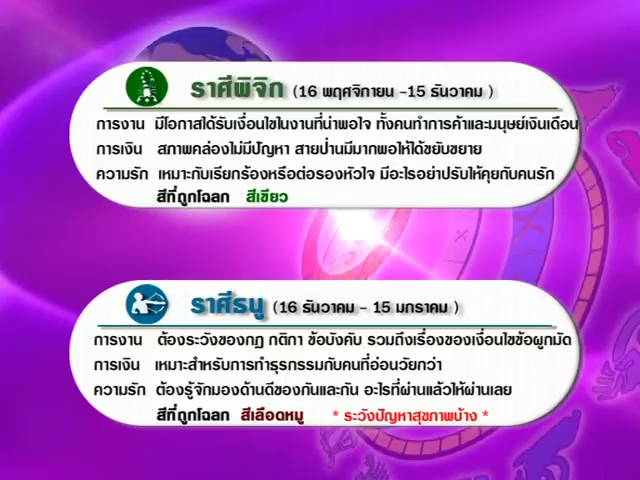 ราศีพิจิก (16 พฤศจิกายน -15 ธันวาคม )
การงาน มีโอกาสได้รับเงื่อนไขในงานที่น่าพอใจ ทั้งคนทำการค้าและมนุษย์เงินเดือน
การเงิน สภาพคล่องไม่มีปัญหา สายป่านมีมากพอให้ได้ขยับขยาย
ความรัก เหมาะกับเรียกร้องหรือต่อรองหัวใจ มีอะไรอย่าปรับให้คุยกับคนรัก
สีที่ถูกโฉลก สีเขียว
ราศีธนู (16 ธันวาคม - 15 มกราคม )
การงาน ต้องระวังของกฎ กติกา ข้อบังคับ รวมถึงเรื่องของเงื่อนไขข้อผูกมัด
การเงิน เหมาะสำหรับการทำธุรกรรมกับคนที่อ่อนวัยกว่า
ความรัก ต้องรู้จักมองด้านดีของกันและกัน อะไรที่ผ่านแล้วให้ผ่านเลย
สีที่ถูกโฉลก สีเลือดหมู * ระวังปัญหาสุขภาพบ้าง *